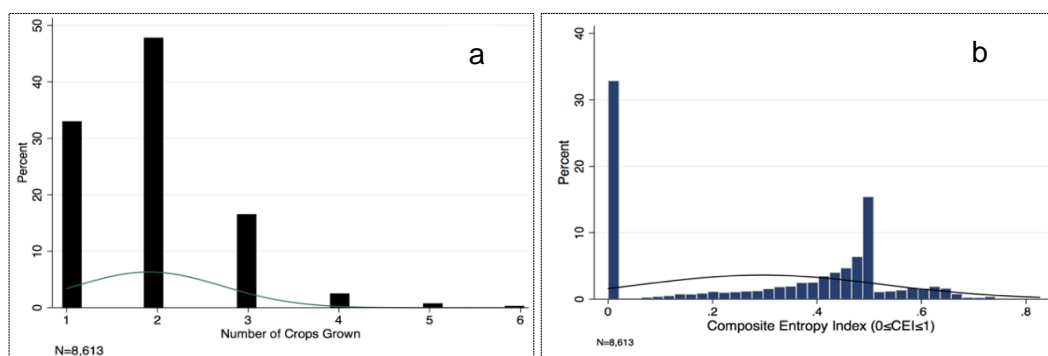 a
50
40
30
20
10
0
Percent
1 2 3 4 5 6
Number of Crops Grown
N=8,613
b
40
30
20
10
0
Percent
0 .2 .4 .6 .8
Composite Entropy Index (0≤CEI≤1)
N=8,613